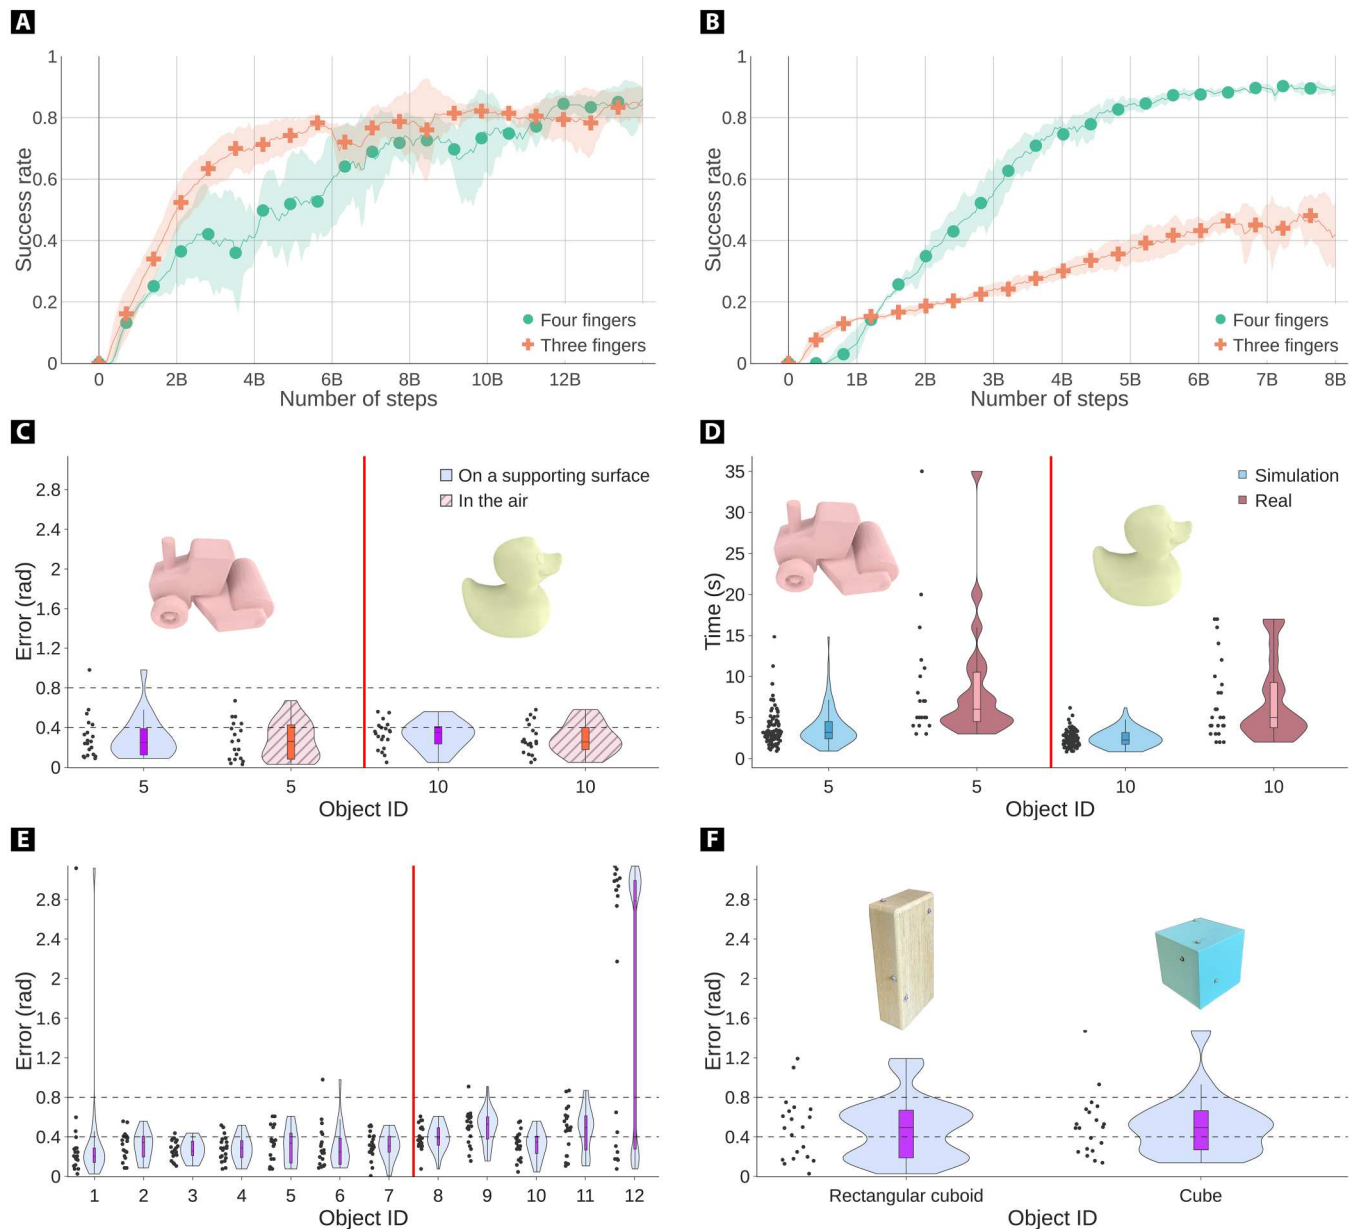 A
Success rate
1
0.8
0.6
0.4
0.2
0
0 2B 4B 6B 8B 10B 12B
Number of steps
Four fingers
Three fingers
B
Success rate
1
0.8
0.6
0.4
0.2
0
0 1B 2B 3B 4B 5B 6B 7B 8B
Number of steps
Four fingers
Three fingers
C
Error (rad)
2.8
2.4
2
1.6
1.2
0.8
0.4
0
On a supporting surface
In the air
5 5 10 10
Object ID
D
Time (s)
35
30
25
20
15
10
5
0
Simulation
Real
5 5 10 10
Object ID
E
Error (rad)
2.8
2.4
2
1.6
1.2
0.8
0.4
0
1 2 3 4 5 6 7 8 9 10 11 12
Object ID
F
Error (rad)
2.8
2.4
2
1.6
1.2
0.8
0.4
0
Rectangular cuboid Cube
Object ID